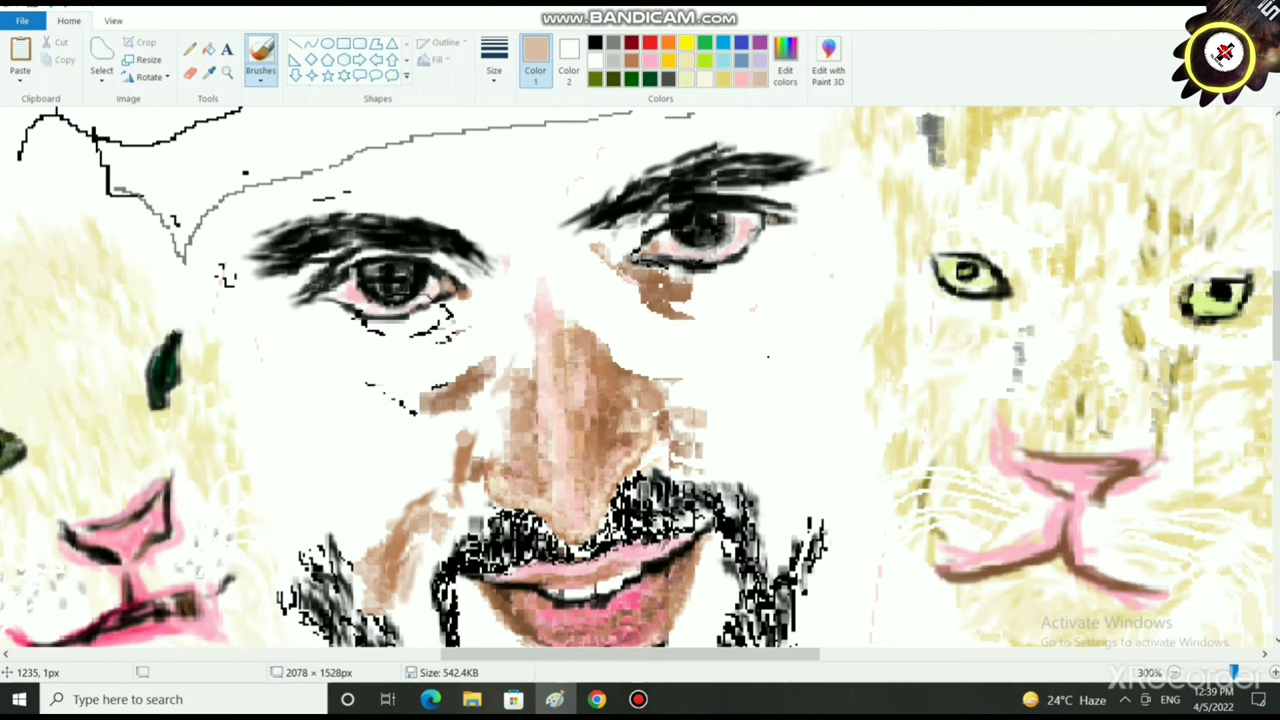 www.BANDICAM.com
File
Home
View
Paste
Cut
Copy
Clipboard
Select
Crop
Resize
Rotate
Image
A
Tools
Brushes
Outline
Fill
Shapes
Size
Color
1
Color
2
Edit
colors
Colors
Edit with
Paint 3D
Activate Windows
Go to Settings to activate Windows.
1235, 1px
2078 × 1528px
Size: 542.4KB
300%
XRecorder
Type here to search
24°C Haze
ENG
12:39 PM
4/5/2022